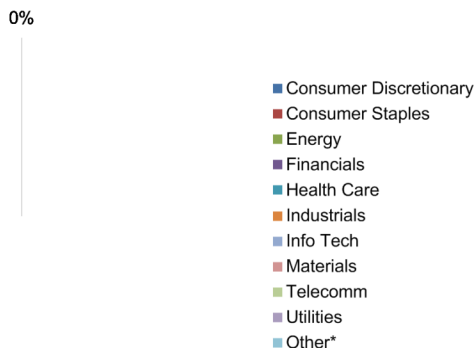 0%
Consumer Discretionary
Consumer Staples
Energy
Financials
Health Care
Industrials
Info Tech
Materials
Telecomm
Utilities
Other*